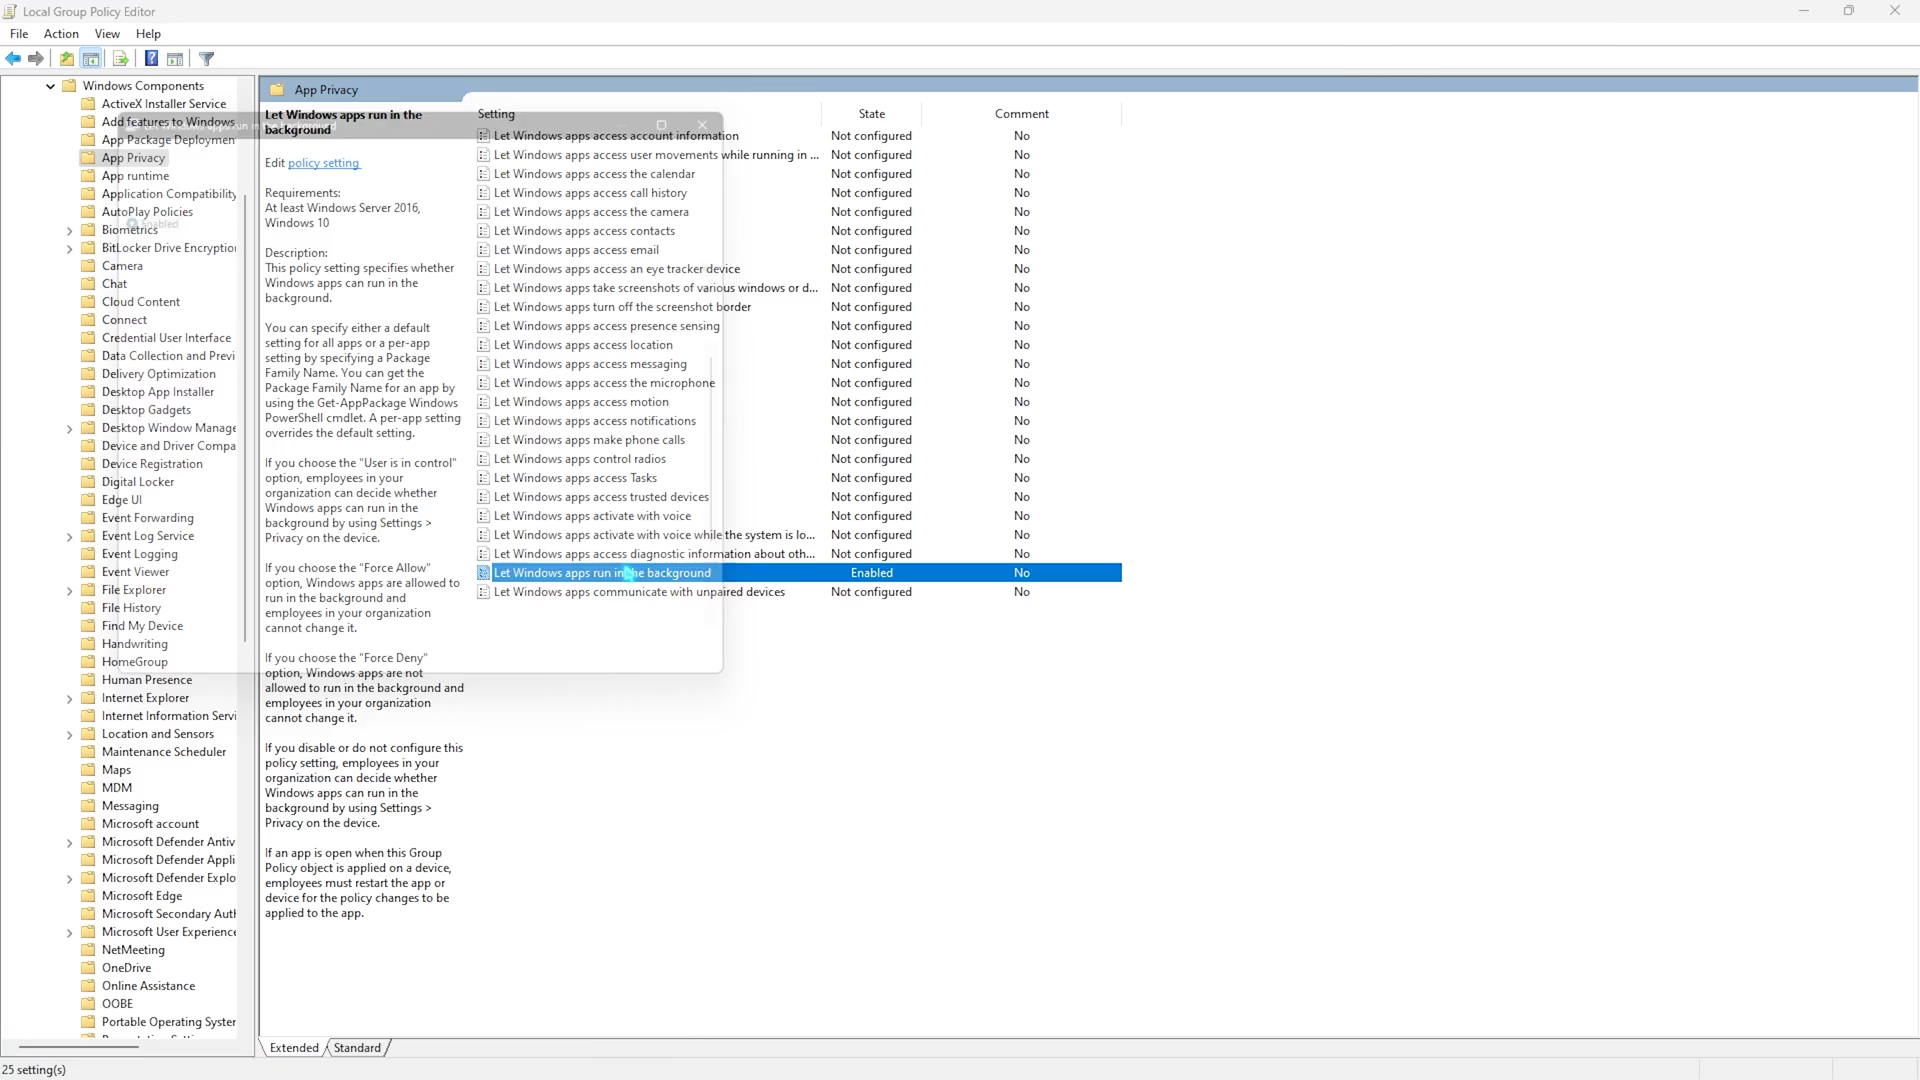 Local Group Policy Editor
File Action View Help
Windows Components
ActiveX Installer Service
Add features to Windows
App Package Deploymen
App Privacy
App runtime
Application Compatibility
AutoPlay Policies
Biometrics
BitLocker Drive Encryption
Camera
Chat
Cloud Content
Connect
Credential User Interface
Data Collection and Previ
Delivery Optimization
Desktop App Installer
Desktop Gadgets
Desktop Window Manage
Device and Driver Compa
Device Registration
Digital Locker
Edge UI
Event Forwarding
Event Log Service
Event Logging
Event Viewer
File Explorer
File History
Find My Device
Handwriting
HomeGroup
Human Presence
Internet Explorer
Internet Information Servi
Location and Sensors
Maintenance Scheduler
Maps
MDM
Messaging
Microsoft account
Microsoft Defender Antiv
Microsoft Defender Appli
Microsoft Defender Explo
Microsoft Edge
Microsoft Secondary Auth
Microsoft User Experience
NetMeeting
OneDrive
Online Assistance
OOBE
Portable Operating System
Enabled
App Privacy
Let Windows apps run in the
background
Edit policy setting
Requirements:
At least Windows Server 2016,
Windows 10
Description:
This policy setting specifies whether
Windows apps can run in the
background.
You can specify either a default
setting for all apps or a per-app
setting by specifying a Package
Family Name. You can get the
Package Family Name for an app by
using the Get-AppPackage Windows
PowerShell cmdlet. A per-app setting
overrides the default setting.
If you choose the "User is in control"
option, employees in your
organization can decide whether
Windows apps can run in the
background by using Settings >
Privacy on the device.
If you choose the "Force Allow"
option, Windows apps are allowed to
run in the background and
employees in your organization
cannot change it.
If you choose the "Force Deny"
option, Windows apps are not
allowed to run in the background and
employees in your organization
cannot change it.
If you disable or do not configure this
policy setting, employees in your
organization can decide whether
Windows apps can run in the
background by using Settings >
Privacy on the device.
If an app is open when this Group
Policy object is applied on a device,
employees must restart the app or
device for the policy changes to be
applied to the app.
Setting State Comment
Let Windows apps access account information Not configured No
Let Windows apps access user movements while running in ... Not configured No
Let Windows apps access the calendar Not configured No
Let Windows apps access call history Not configured No
Let Windows apps access the camera Not configured No
Let Windows apps access contacts Not configured No
Let Windows apps access email Not configured No
Let Windows apps access an eye tracker device Not configured No
Let Windows apps take screenshots of various windows or d... Not configured No
Let Windows apps turn off the screenshot border Not configured No
Let Windows apps access presence sensing Not configured No
Let Windows apps access location Not configured No
Let Windows apps access messaging Not configured No
Let Windows apps access the microphone Not configured No
Let Windows apps access motion Not configured No
Let Windows apps access notifications Not configured No
Let Windows apps make phone calls Not configured No
Let Windows apps control radios Not configured No
Let Windows apps access Tasks Not configured No
Let Windows apps access trusted devices Not configured No
Let Windows apps activate with voice Not configured No
Let Windows apps activate with voice while the system is lo... Not configured No
Let Windows apps access diagnostic information about oth... Not configured No
Let Windows apps run in the background Enabled No
Let Windows apps communicate with unpaired devices Not configured No
Extended Standard
25 setting(s)